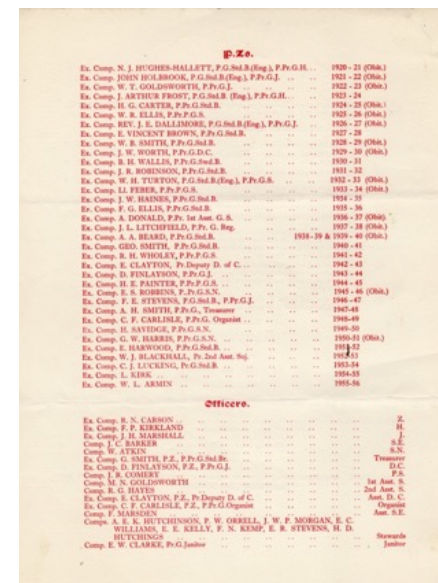 P.Zs.
Ex. Comp. N. J. HUGHES-HALLETT, P.G.Std.B.(Eng.), P.Pr.G.H. .. 1920 - 21 (Obit.)
Ex. Comp. JOHN HOLBROOK, P.G.Std.B.(Eng.), P.Pr.G.J. .. .. 1921 - 22 (Obit.)
Ex. Comp. W. T. GOLDSWORTH, P.Pr.G.J. .. .. .. 1922 - 23 (Obit.)
Ex. Comp. J. ARTHUR FROST, P.G.Std.B. (Eng.), P.Pr.G.H... .. 1923 - 24
Ex. Comp. H. G. CARTER, P.Pr.G.Std.B. .. .. .. 1924 - 25 (Obit.)
Ex. Comp. W. R. ELLIS, P.Pr.P.G.S. .. .. .. 1925 - 26 (Obit.)
Ex. Comp. REV. J. E. DALLIMORE, P.G.Std.B.(Eng.), P.Pr.G.J. .. 1926 - 27 (Obit.)
Ex. Comp. E. VINCENT BROWN, P.Pr.G.Std.B. .. .. .. 1927 - 28
Ex. Comp. W. B. SMITH, P.Pr.G.Std.B. .. .. .. 1928 - 29 (Obit.)
Ex. Comp. J. W. WORTH, P.Pr.G.D.C. .. .. .. 1929 - 30 (Obit.)
Ex. Comp. B. H. WALLIS, P.Pr.G.Swd.B. .. .. .. 1930 - 31
Ex. Comp. J. R. ROBINSON, P.Pr.G.Std.B. .. .. .. 1931 - 32
Ex. Comp. W. H. TURTON, P.G.Std.B.(Eng.), P.Pr.G.S. .. .. 1932 - 33 (Obit.)
Ex. Comp. Ll. FEBER, P.Pr.P.G.S. .. .. .. 1933 - 34 (Obit.)
Ex. Comp. J. W. HAINES, P.Pr.G.Std.B. .. .. .. 1934 - 35
Ex. Comp. F. G. ELLIS, P.Pr.G.Std.B. .. .. .. 1935 - 36
Ex. Comp. A. DONALD, P.Pr. 1st Asst. G. S. .. .. .. 1936 - 37 (Obit.)
Ex. Comp. J. L. LITCHFIELD, P.Pr. G. Reg. .. .. .. 1937 - 38 (Obit.)
Ex. Comp. A. A. BEARD, P.Pr.G.Std.B. .. .. 1938-39 & 1939 - 40 (Obit.)
Ex. Comp. GEO. SMITH, P.Pr.G.Std.B. .. .. .. 1940 - 41
Ex. Comp. R. H. WHOLEY, P.Pr.P.G.S. .. .. .. 1941 - 42
Ex. Comp. E. CLAYTON, Pr.Deputy D. of C. .. .. .. 1942 - 43
Ex. Comp. D. FINLAYSON, P.Pr.G.J. .. .. .. 1943 - 44
Ex. Comp. H. E. PAINTER, P.Pr.P.G.S. .. .. .. 1944 - 45
Ex. Comp. E. S. ROBBINS, P.Pr.G.S.N. .. .. .. 1945 - 46 (Obit.)
Ex. Comp. F. E. STEVENS, P.G.Std.B., P.Pr.G.J. .. .. 1946 -47
Ex. Comp. A. H. SMITH, P.Pr.G. Treasurer .. .. .. 1947-48
Ex. Comp. C. F. CARLISLE, P.Pr.G. Organist .. .. .. 1948-49
Ex. Comp. H. SAVIDGE, P.Pr.G.S.N. .. .. .. 1949-50
Ex. Comp. G. W. HARRIS, P.Pr.G.S.N. .. .. .. 1950-51 (Obit.)
Ex. Comp. E. HARWOOD, P.Pr.G.Std.B. .. .. .. 1951-52
Ex. Comp. W. J. BLACKHALL, Pr. 2nd Asst. Soj. .. .. .. 1952-53
Ex. Comp. C. J. LUCKING, Pr.G.Std.B. .. .. .. 1953-54
Ex. Comp. L. KIRK .. .. .. 1954-55
Ex. Comp. W. L. ARMIN .. .. .. 1955-56
Officers.
Ex. Comp. B. N. CARSON .. .. .. Z.
Ex. Comp. F. P. KIRKLAND .. .. .. H.
Ex. Comp. J. H. MARSHALL .. .. .. J.
Comp. J. C. BARKER .. .. .. S.E.
Comp. W. ATKIN .. .. .. S.N.
Ex. Comp. G. SMITH, P.Z., P.Pr.G.Std.Br. .. .. .. Treasurer
Ex. Comp. D. FINLAYSON, P.Z., P.Pr.G.J. .. .. .. D.C.
Comp. J. R. COMERY .. .. .. P.S.
Comp. M. N. GOLDSWORTH .. .. .. 1st Asst. S.
Comp. R. G. HAYES .. .. .. 2nd Asst. S.
Ex. Comp. E. CLAYTON, P.Z., Pr.Deputy D. of C. .. .. Asst. D. C.
Ex. Comp. C. F. CARLISLE, P.Z., P.Pr.G.Organist .. .. Organist
Comp. F. MARSDEN .. .. .. Asst. S.E.
Comps. A. E. K. HUTCHINSON, P. W. ORRELL, J. W. P. MORGAN, E. C.
WILLIAMS, E. E. KELLY, F. N. KEMP, E. R. STEVENS, H. D.
HUTCHINGS .. .. .. Stewards
Comp. E. W. CLARKE, Pr.G.Janitor .. .. .. Janitor